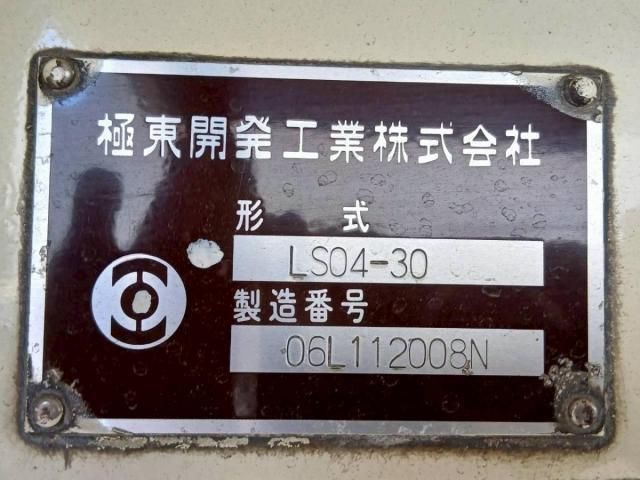 極東開発工業株式会社
形 式
LS04-30
製造番号
06L112008N